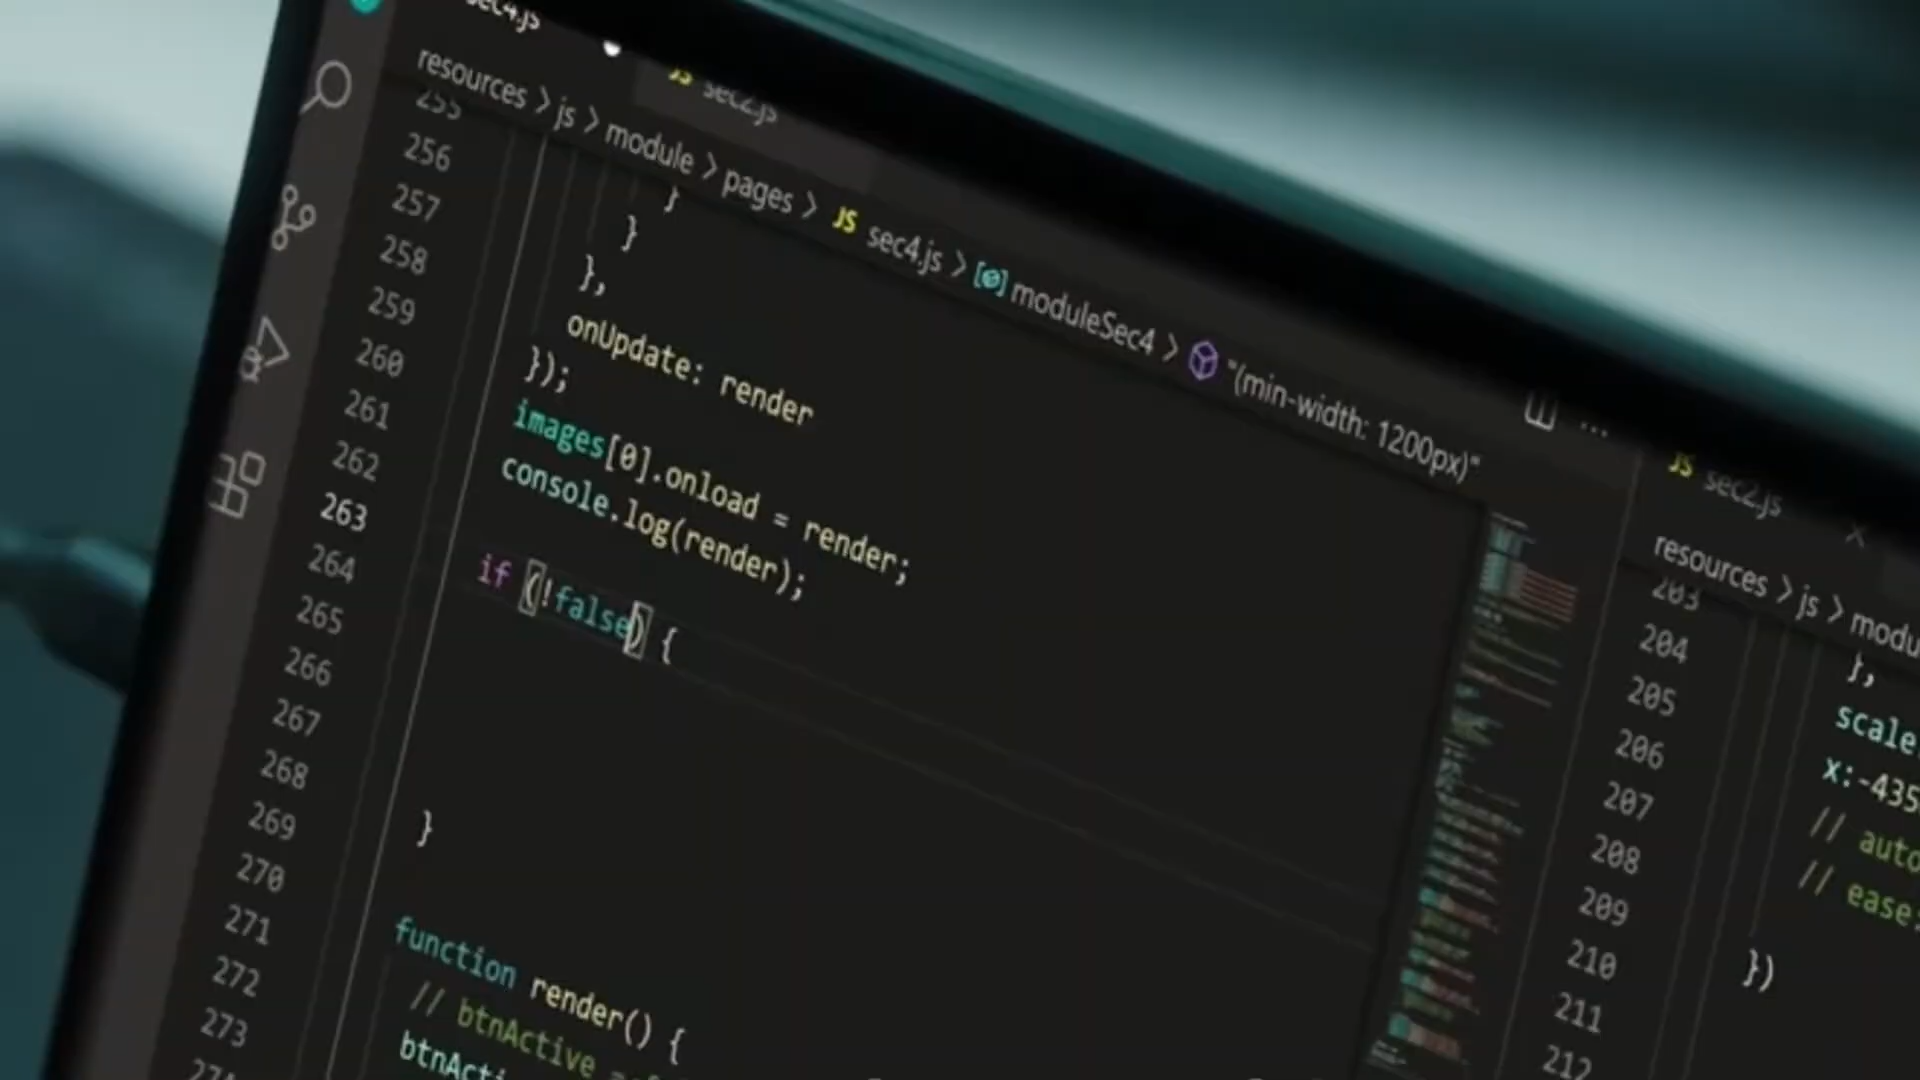 sec4.js
JS sec2.js
resources > js > module > pages > JS sec4.js > moduleSec4 > "(min-width: 1200px)"
255
256
257
258
259
260
261
262
263
264
265
266
267
268
269
270
271
272
273
}
}
},
onUpdate: render
});
images[0].onload = render;
console.log(render);
if (!false) {
}
function render() {
// btnActive =
JS sec2.js
resources > js >
203
204
205
206
207
208
209
210
211
212
},
scale
x:-435
// auto
// ease:
})